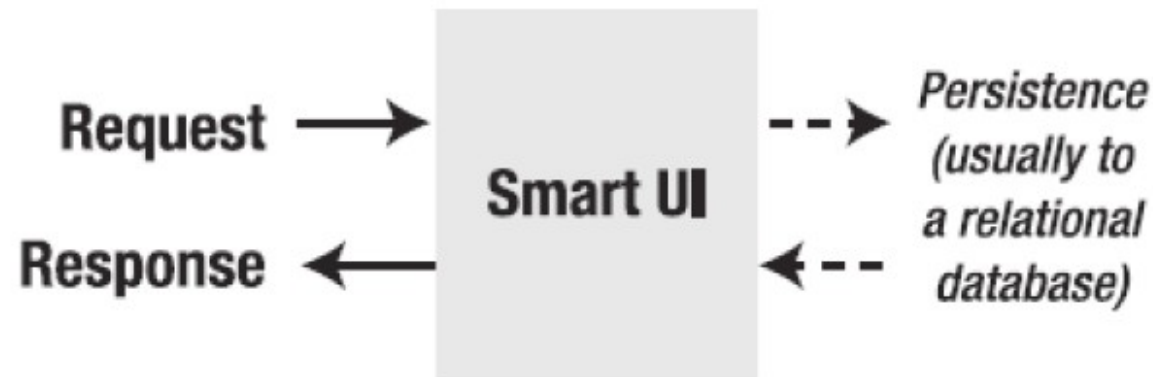 Request
Response
Smart UI
Persistence
(usually to
a relational
database)